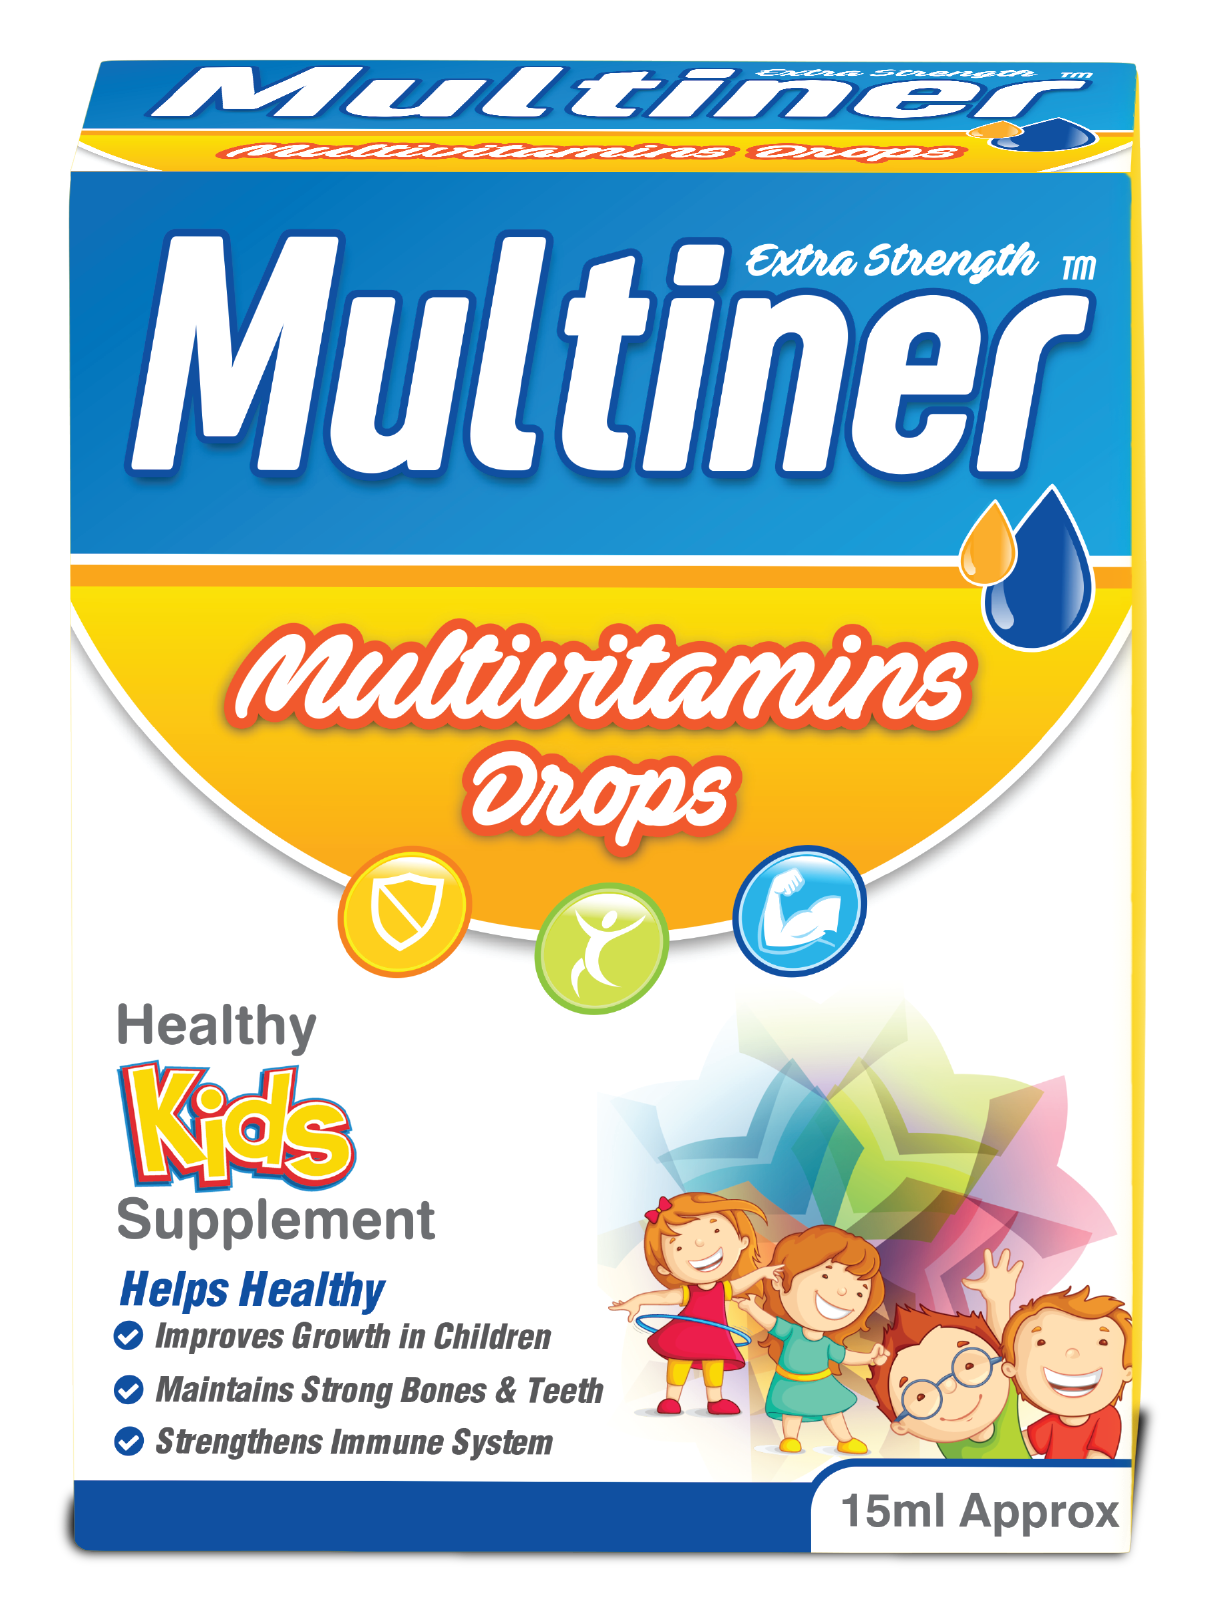 Extra Strength TM
Multiner
Multivitamins Drops
Extra Strength TM
Multiner
Multivitamins
Drops
Healthy
Kids
Supplement
Helps Healthy
Improves Growth in Children
Maintains Strong Bones & Teeth
Strengthens Immune System
15ml Approx